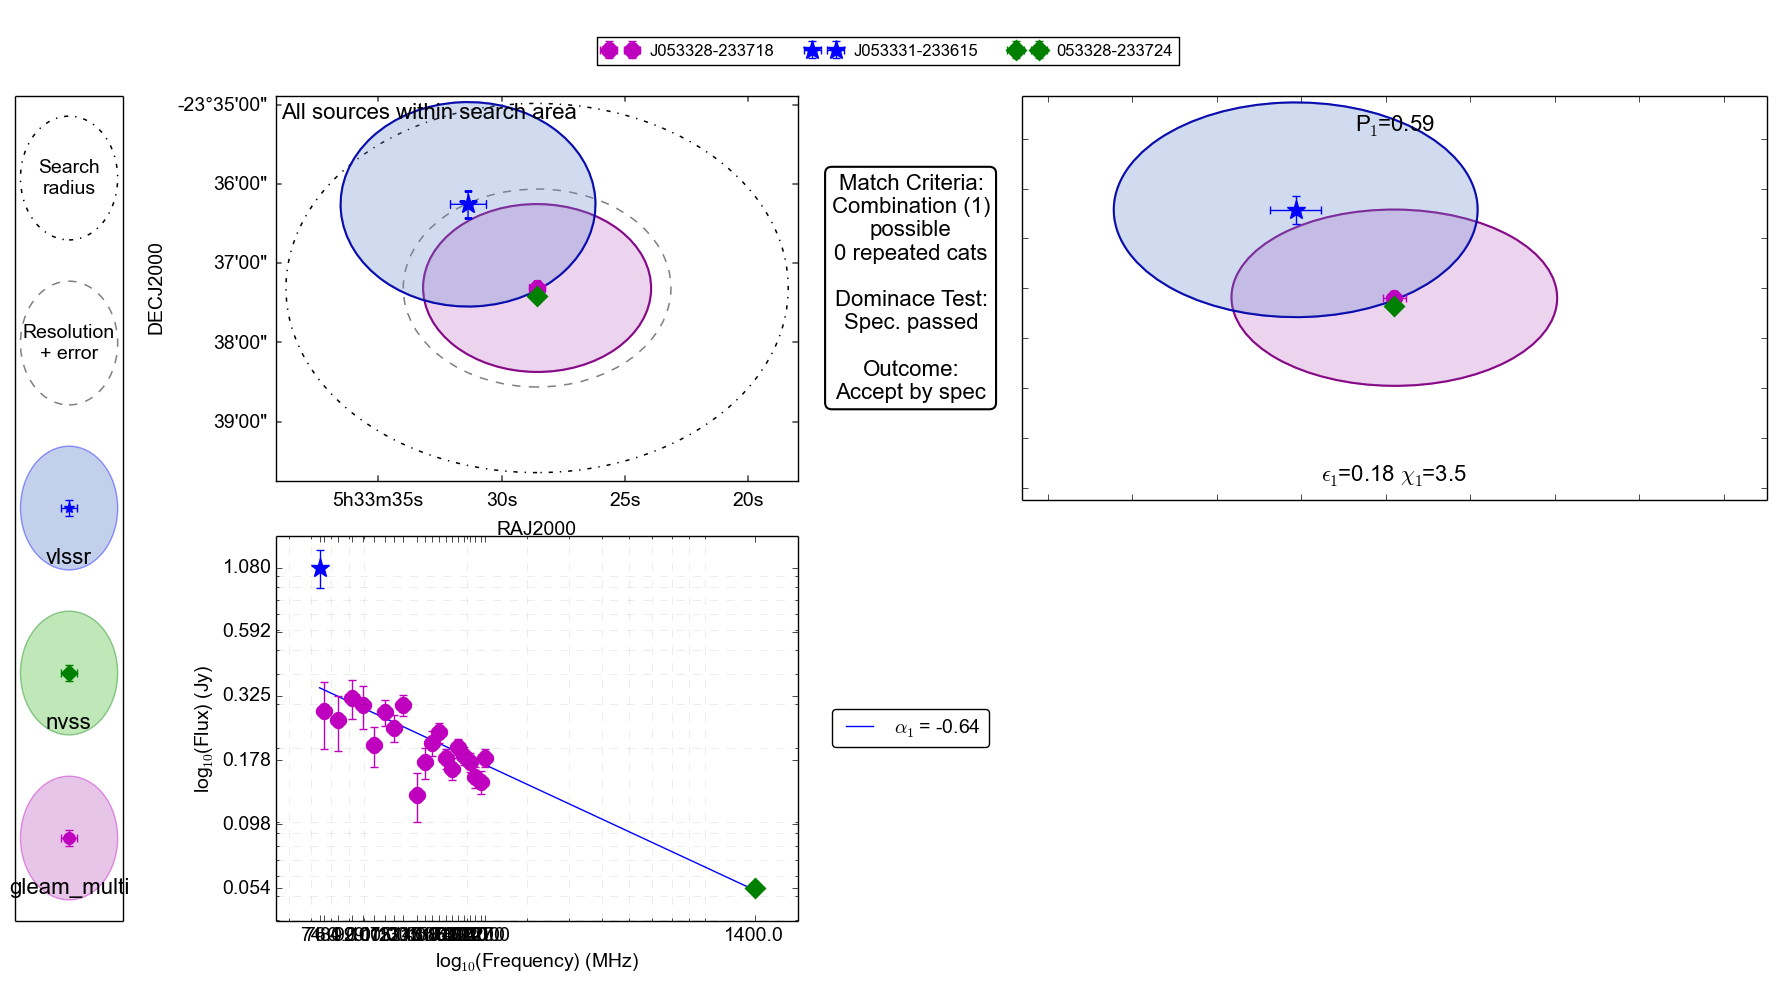 J053328-233718 J053331-233615 053328-233724
Search
radius
Resolution
+ error
vlssr
nvss
gleam_multi
All sources within search area
-23°35'00"
36'00"
37'00"
38'00"
39'00"
DECJ2000
5h33m35s 30s 25s 20s
RAJ2000
Match Criteria:
Combination (1)
possible
0 repeated cats
Dominace Test:
Spec. passed
Outcome:
Accept by spec
P1=0.59
ϵ1=0.18 χ1=3.5
1.080
0.592
0.325
0.178
0.098
0.054
log10(Flux) (Jy)
1400.0
log10(Frequency) (MHz)
α1 = -0.64